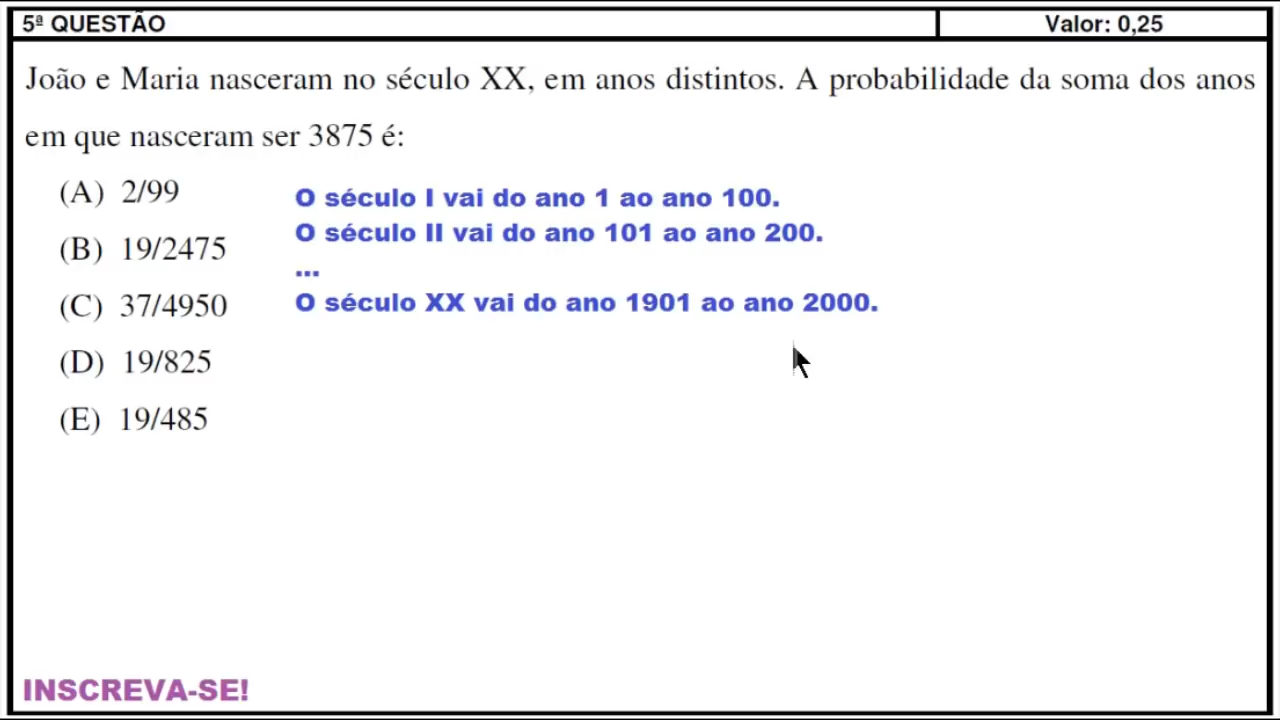 5ª QUESTÃO
Valor: 0,25
João e Maria nasceram no século XX, em anos distintos. A probabilidade da soma dos anos
em que nasceram ser 3875 é:
(A) 2/99
(B) 19/2475
(C) 37/4950
(D) 19/825
(E) 19/485
O século I vai do ano 1 ao ano 100.
O século II vai do ano 101 ao ano 200.
...
O século XX vai do ano 1901 ao ano 2000.
INSCREVA-SE!